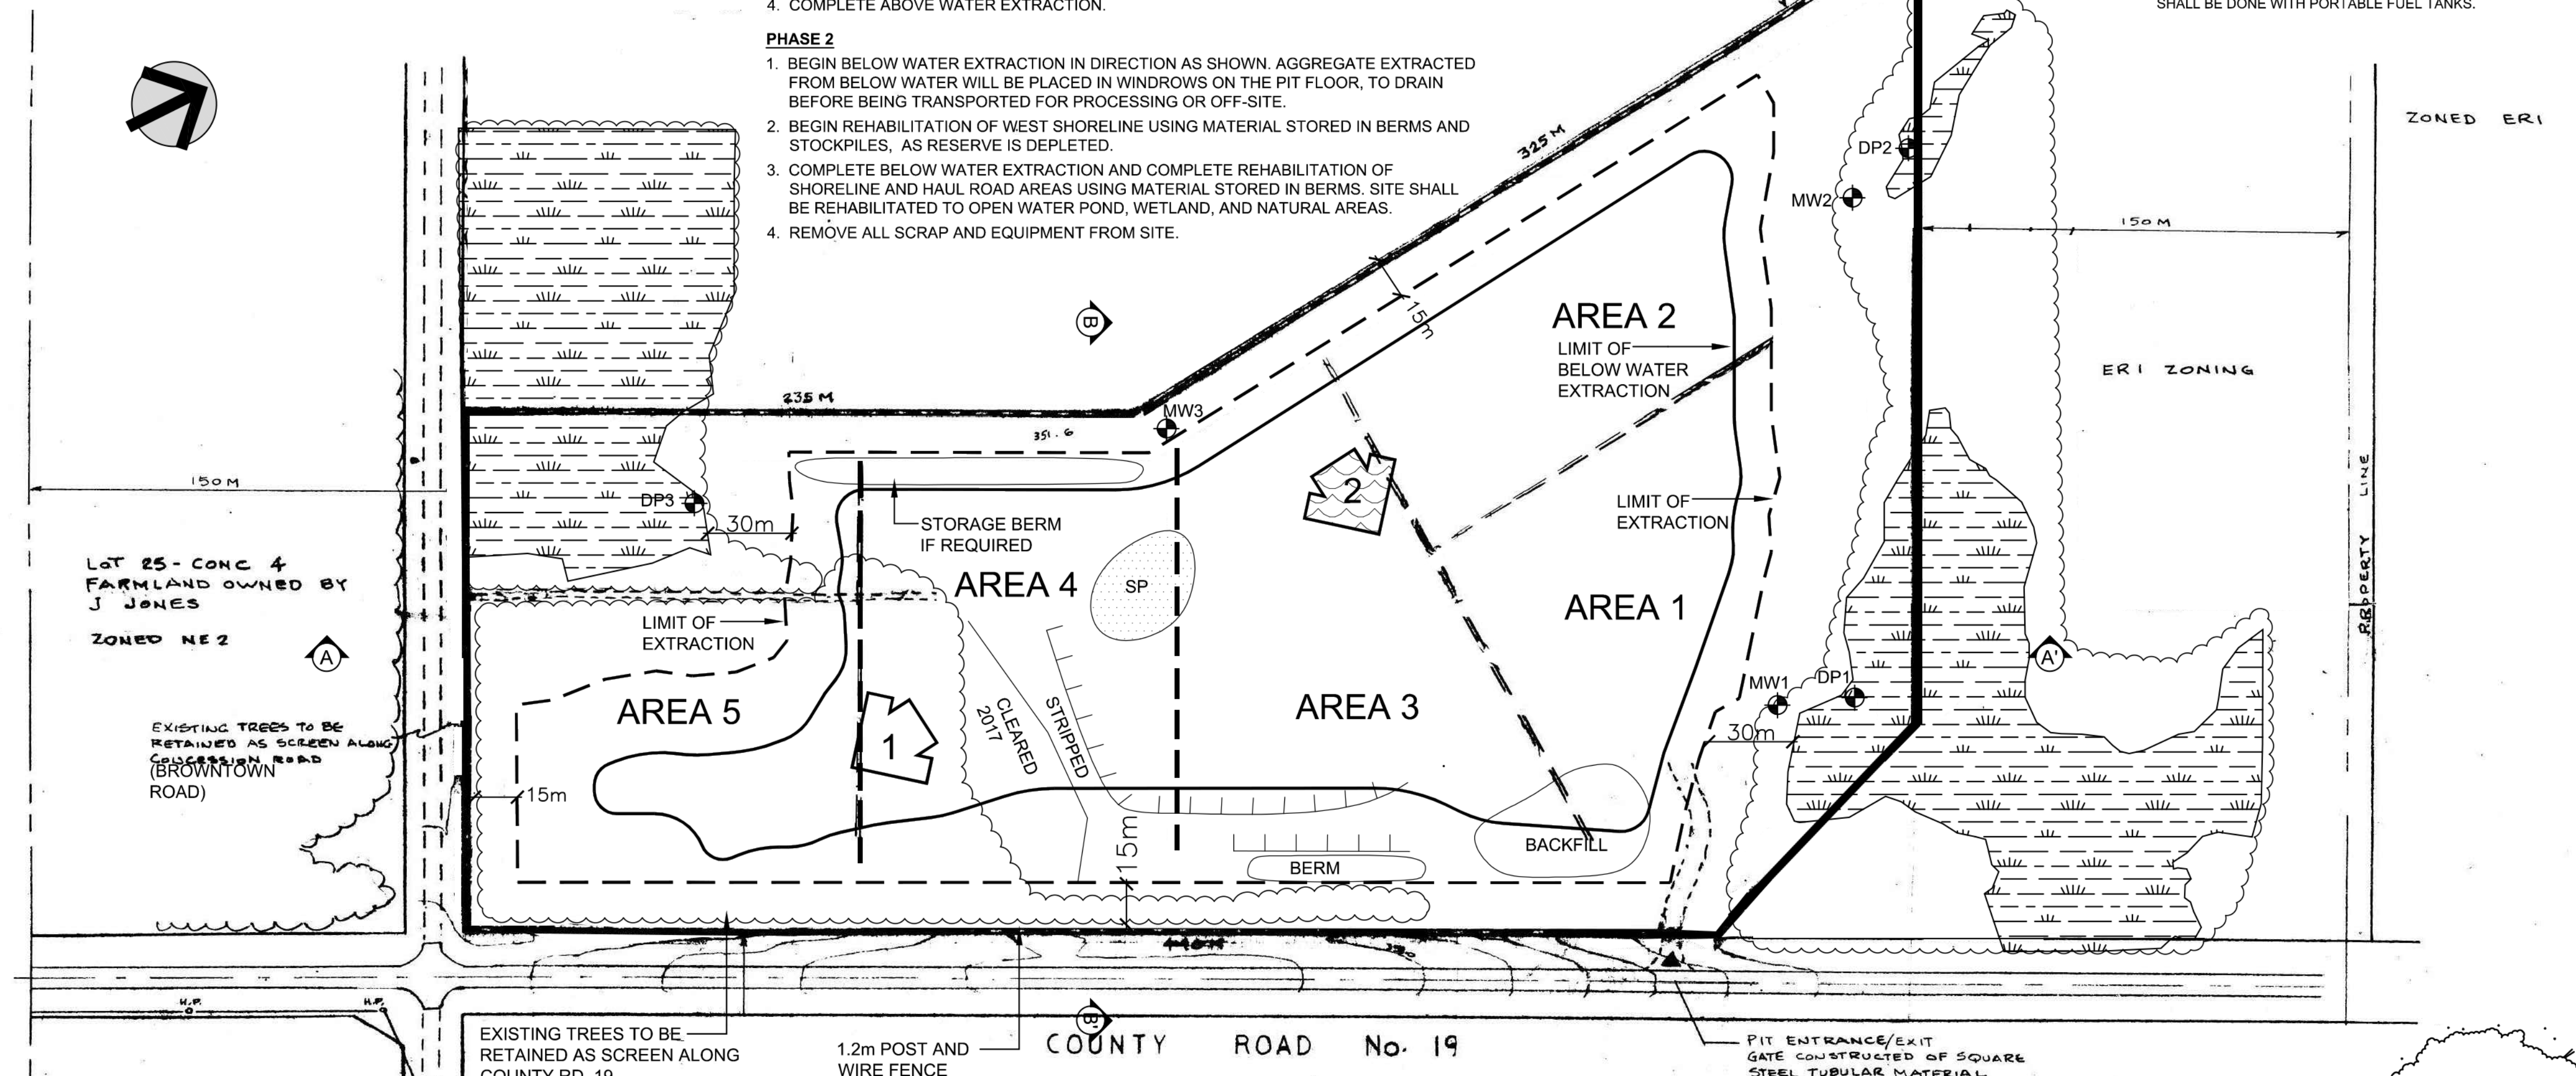 4. COMPLETE ABOVE WATER EXTRACTION.
SHALL BE DONE WITH PORTABLE FUEL TANKS.
PHASE 2
1. BEGIN BELOW WATER EXTRACTION IN DIRECTION AS SHOWN. AGGREGATE EXTRACTED
FROM BELOW WATER WILL BE PLACED IN WINDROWS ON THE PIT FLOOR, TO DRAIN
BEFORE BEING TRANSPORTED FOR PROCESSING OR OFF-SITE.
2. BEGIN REHABILITATION OF WEST SHORELINE USING MATERIAL STORED IN BERMS AND
STOCKPILES, AS RESERVE IS DEPLETED.
3. COMPLETE BELOW WATER EXTRACTION AND COMPLETE REHABILITATION OF
SHORELINE AND HAUL ROAD AREAS USING MATERIAL STORED IN BERMS. SITE SHALL
BE REHABILITATED TO OPEN WATER POND, WETLAND, AND NATURAL AREAS.
4. REMOVE ALL SCRAP AND EQUIPMENT FROM SITE.
325 M
ZONED ER1
DP2
MW2
150 M
15m
B
AREA 2
LIMIT OF
BELOW WATER
EXTRACTION
ER1 ZONING
235 M
MW3
351.6
150 M
DP3
30m
STORAGE BERM
IF REQUIRED
2
LIMIT OF
EXTRACTION
PROPERTY LINE
LOT 25 - CONC 4
FARMLAND OWNED BY
J JONES
ZONED NE2
A
AREA 4
SP
AREA 1
LIMIT OF
EXTRACTION
A'
AREA 5
1
CLEARED
2017
STRIPPED
AREA 3
MW1
DP1
30m
EXISTING TREES TO BE
RETAINED AS SCREEN ALONG
CONCESSION ROAD
(BROWNTOWN
ROAD)
15m
15m
BACKFILL
BERM
H.P.
H.P.
EXISTING TREES TO BE
RETAINED AS SCREEN ALONG
COUNTY RD. 19
1.2m POST AND
WIRE FENCE
B'
COUNTY ROAD No. 19
PIT ENTRANCE/EXIT
GATE CONSTRUCTED OF SQUARE
STEEL TUBULAR MATERIAL